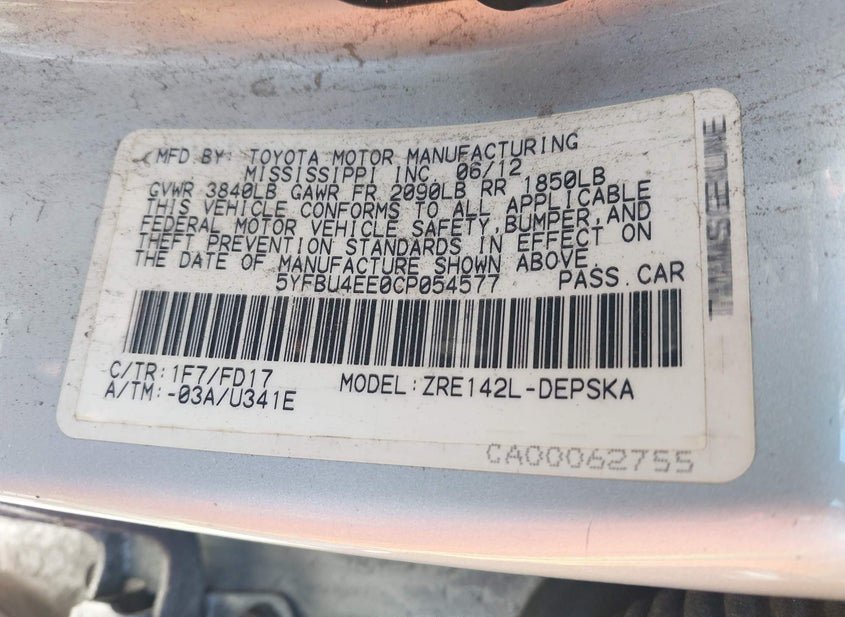 MFD BY: TOYOTA MOTOR MANUFACTURING
MISSISSIPPI INC. 06/12
GVWR 3840LB GAWR FR 2090LB RR 1850LB
THIS VEHICLE CONFORMS TO ALL APPLICABLE
FEDERAL MOTOR VEHICLE SAFETY, BUMPER, AND
THEFT PREVENTION STANDARDS IN EFFECT ON
THE DATE OF MANUFACTURE SHOWN ABOVE.
5YFBU4EE0CP054577 PASS.CAR
C/TR:1F7/FD17 MODEL:ZRE142L-DEPSKA
A/TM:-03A/U341E
CA00062755